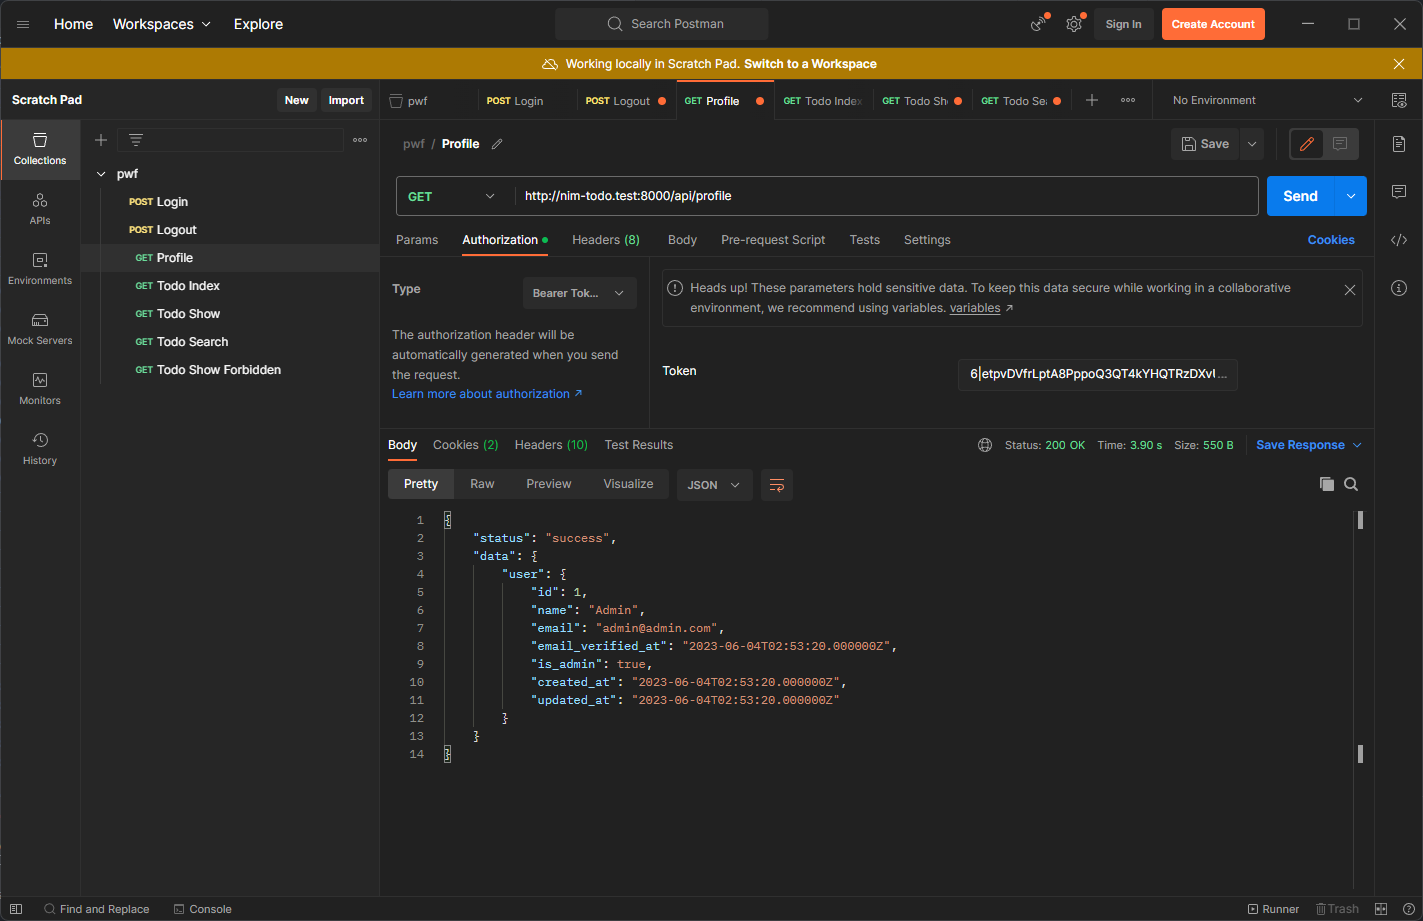 Home Workspaces Explore Search Postman Sign In Create Account
Working locally in Scratch Pad. Switch to a Workspace
Scratch Pad New Import
pwf POST Login POST Logout GET Profile GET Todo Index GET Todo Sh GET Todo Se No Environment
Collections
APIs
Environments
Mock Servers
Monitors
History
pwf
POST Login
POST Logout
GET Profile
GET Todo Index
GET Todo Show
GET Todo Search
GET Todo Show Forbidden
pwf / Profile Save
GET http://nim-todo.test:8000/api/profile Send
Params Authorization Headers (8) Body Pre-request Script Tests Settings Cookies
Type Bearer Tok...
The authorization header will be
automatically generated when you send
the request.
Learn more about authorization ↗
Heads up! These parameters hold sensitive data. To keep this data secure while working in a collaborative
environment, we recommend using variables. variables ↗
Token 6|etpvDVfrLptA8PppoQ3QT4kYHQTRzDXvU...
Body Cookies (2) Headers (10) Test Results Status: 200 OK Time: 3.90 s Size: 550 B Save Response
Pretty Raw Preview Visualize JSON
1 {
2 "status": "success",
3 "data": {
4 "user": {
5 "id": 1,
6 "name": "Admin",
7 "email": "admin@admin.com",
8 "email_verified_at": "2023-06-04T02:53:20.000000Z",
9 "is_admin": true,
10 "created_at": "2023-06-04T02:53:20.000000Z",
11 "updated_at": "2023-06-04T02:53:20.000000Z"
12 }
13 }
14 }
Find and Replace Console Runner Trash